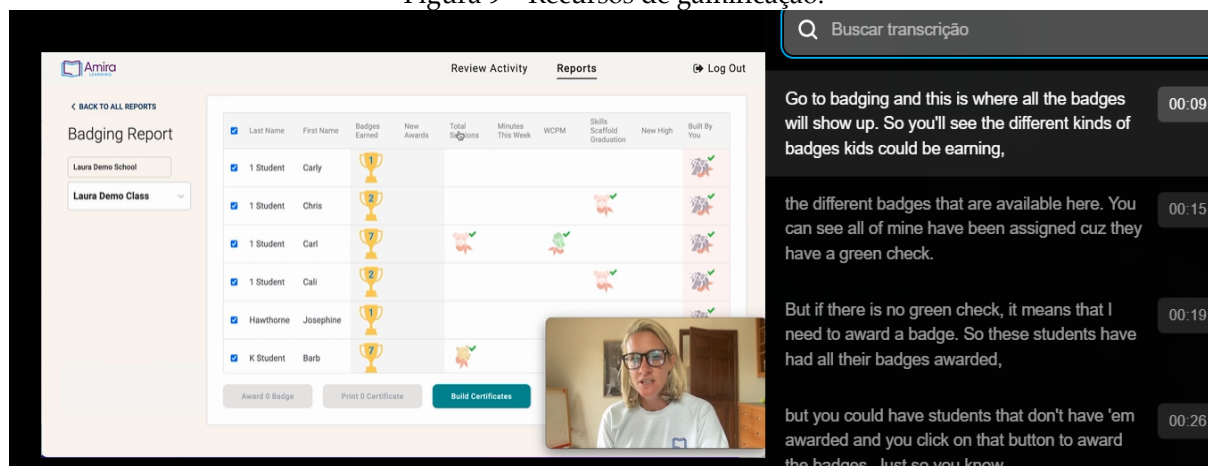 Figura 9 – Recursos de gamificação.
Amira
LEARNING
Review Activity
Reports
Log Out
BACK TO ALL REPORTS
Badging Report
Laura Demo School
Laura Demo Class
Last Name First Name Badges Earned New Awards Total Sessions Minutes This Week WCPM Skills Scaffold Graduation New High Built By You
1 Student Carly 1
1 Student Chris 2
1 Student Carl 7
1 Student Cali 2
Hawthorne Josephine 1
K Student Barb 7
Award 0 Badge
Print 0 Certificate
Build Certificates
Buscar transcrição
Go to badging and this is where all the badges 00:09
will show up. So you'll see the different kinds of
badges kids could be earning,
the different badges that are available here. You 00:15
can see all of mine have been assigned cuz they
have a green check.
But if there is no green check, it means that I 00:19
need to award a badge. So these students have
had all their badges awarded,
but you could have students that don't have 'em 00:26
awarded and you click on that button to award
the badges. Just so you know